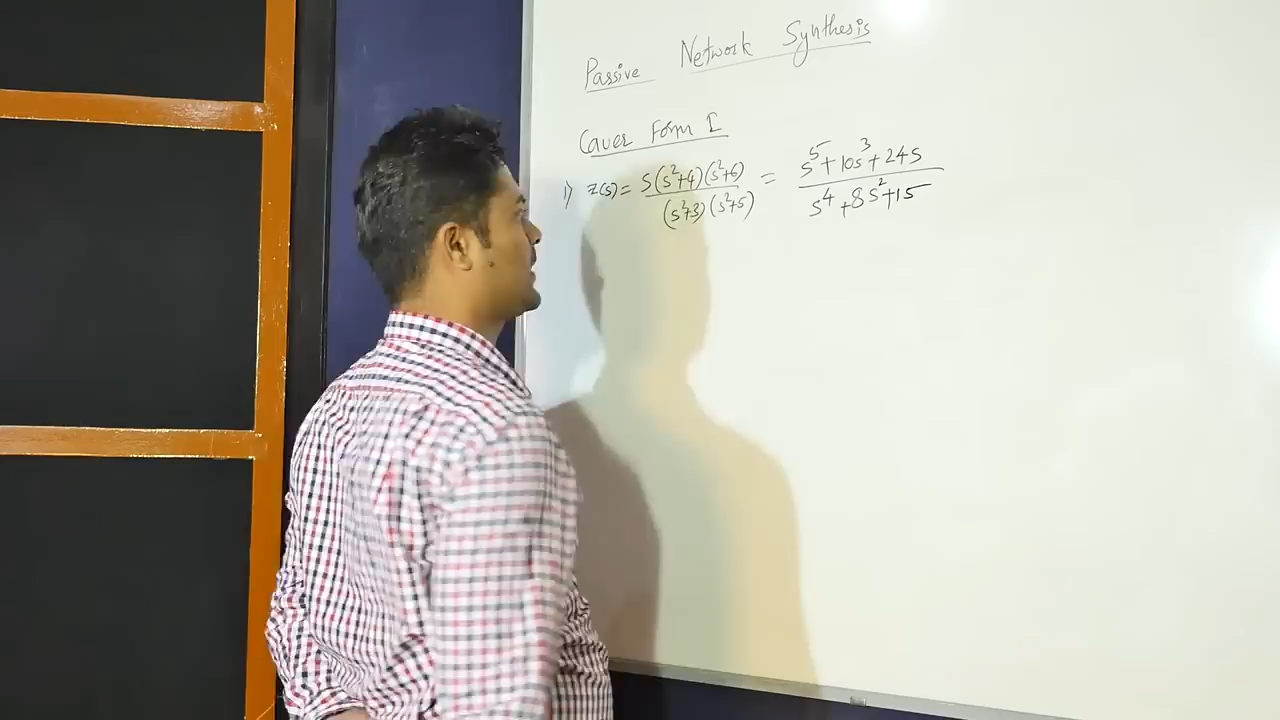 Passive Network Synthesis
Cauer Form I
1) Z(s) = s(s²+4)(s²+6) / (s²+3)(s²+5) = s⁵+10s³+24s / s⁴+8s²+15